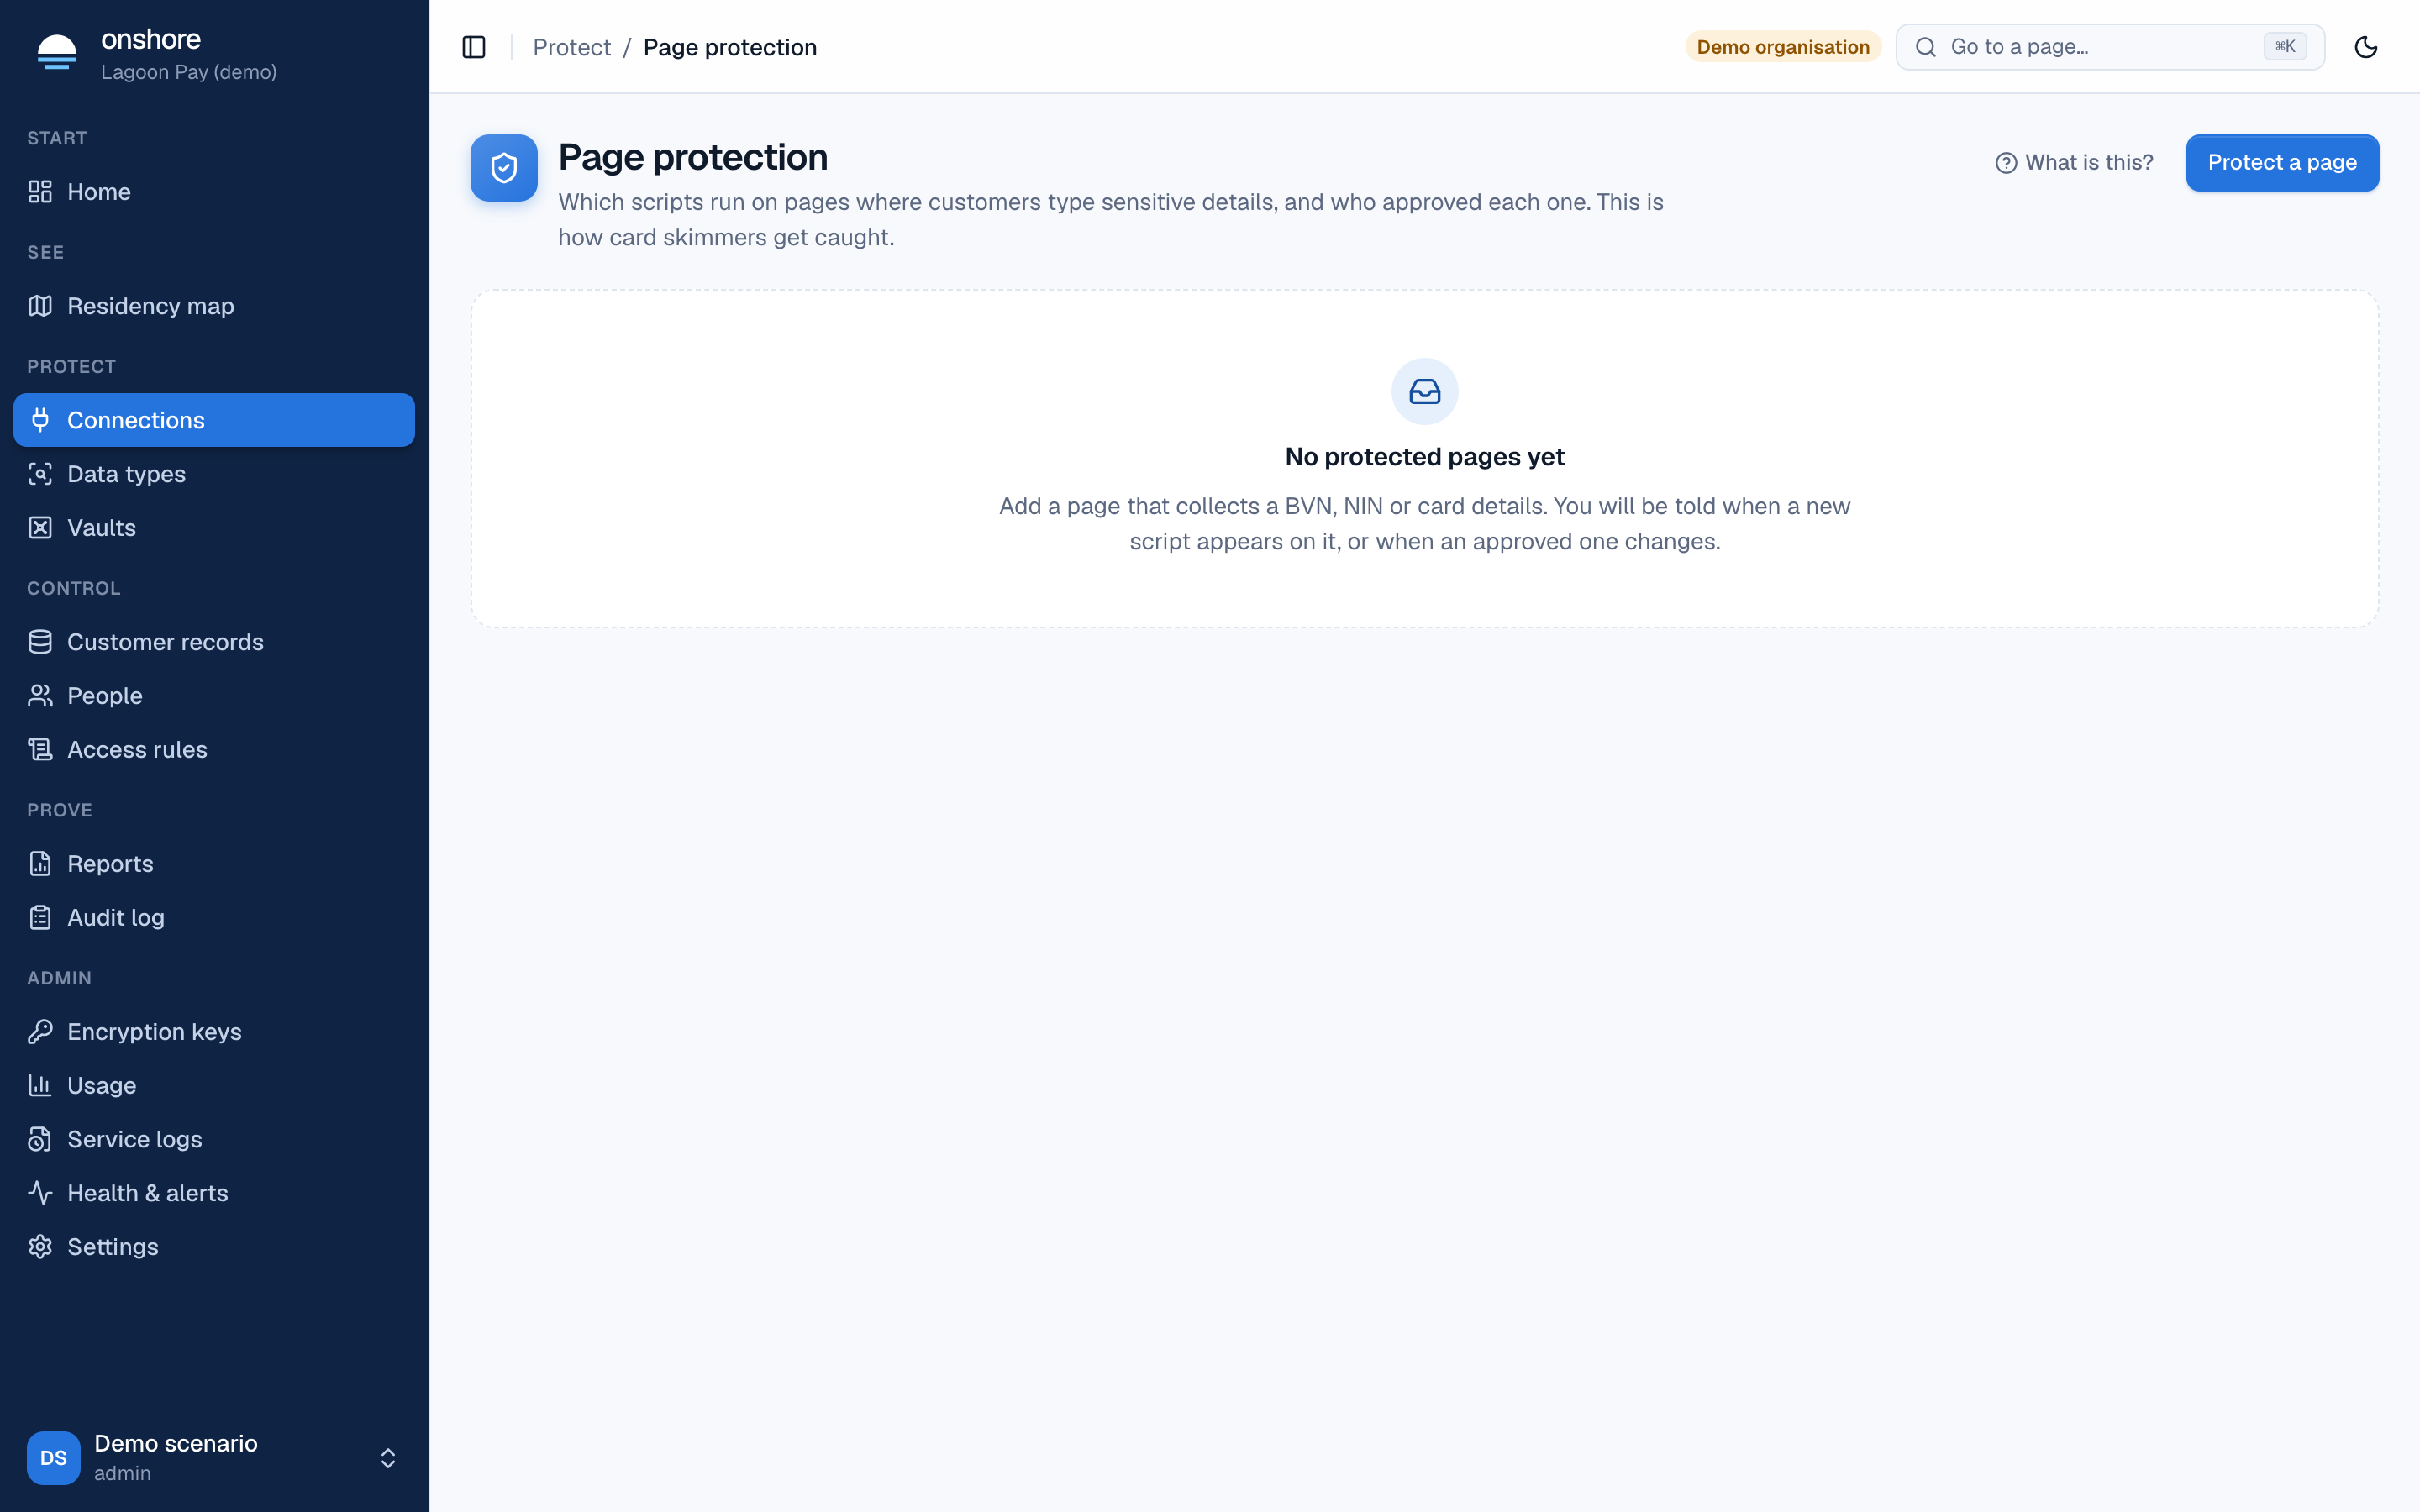 onshore
Lagoon Pay (demo)
START
Home
SEE
Residency map
PROTECT
Connections
Data types
Vaults
CONTROL
Customer records
People
Access rules
PROVE
Reports
Audit log
ADMIN
Encryption keys
Usage
Service logs
Health & alerts
Settings
DS
Demo scenario
admin
Protect / Page protection
Demo organisation
Go to a page...
⌘K
Page protection
Which scripts run on pages where customers type sensitive details, and who approved each one. This is
how card skimmers get caught.
What is this?
Protect a page
No protected pages yet
Add a page that collects a BVN, NIN or card details. You will be told when a new
script appears on it, or when an approved one changes.